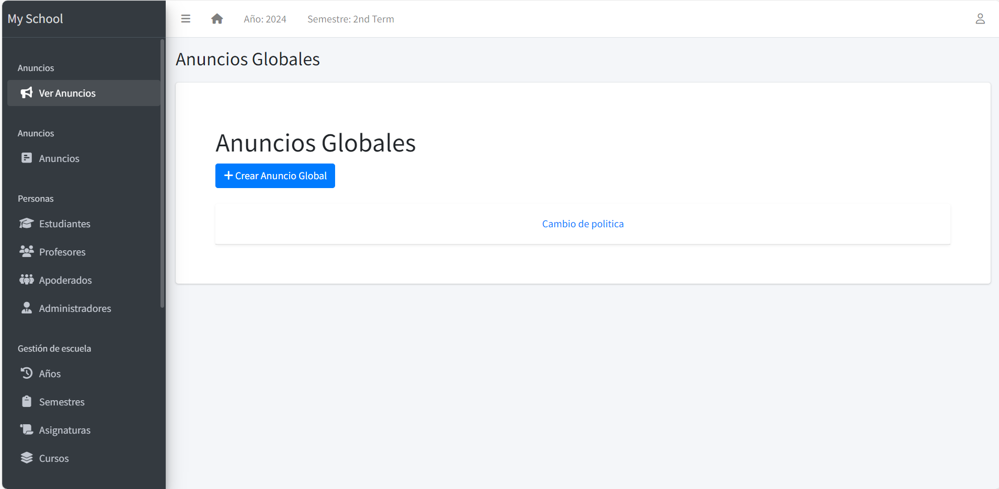 My School
Año: 2024
Semestre: 2nd Term
Anuncios
Ver Anuncios
Anuncios
Anuncios
Personas
Estudiantes
Profesores
Apoderados
Administradores
Gestión de escuela
Años
Semestres
Asignaturas
Cursos
Anuncios Globales
Anuncios Globales
Crear Anuncio Global
Cambio de politica